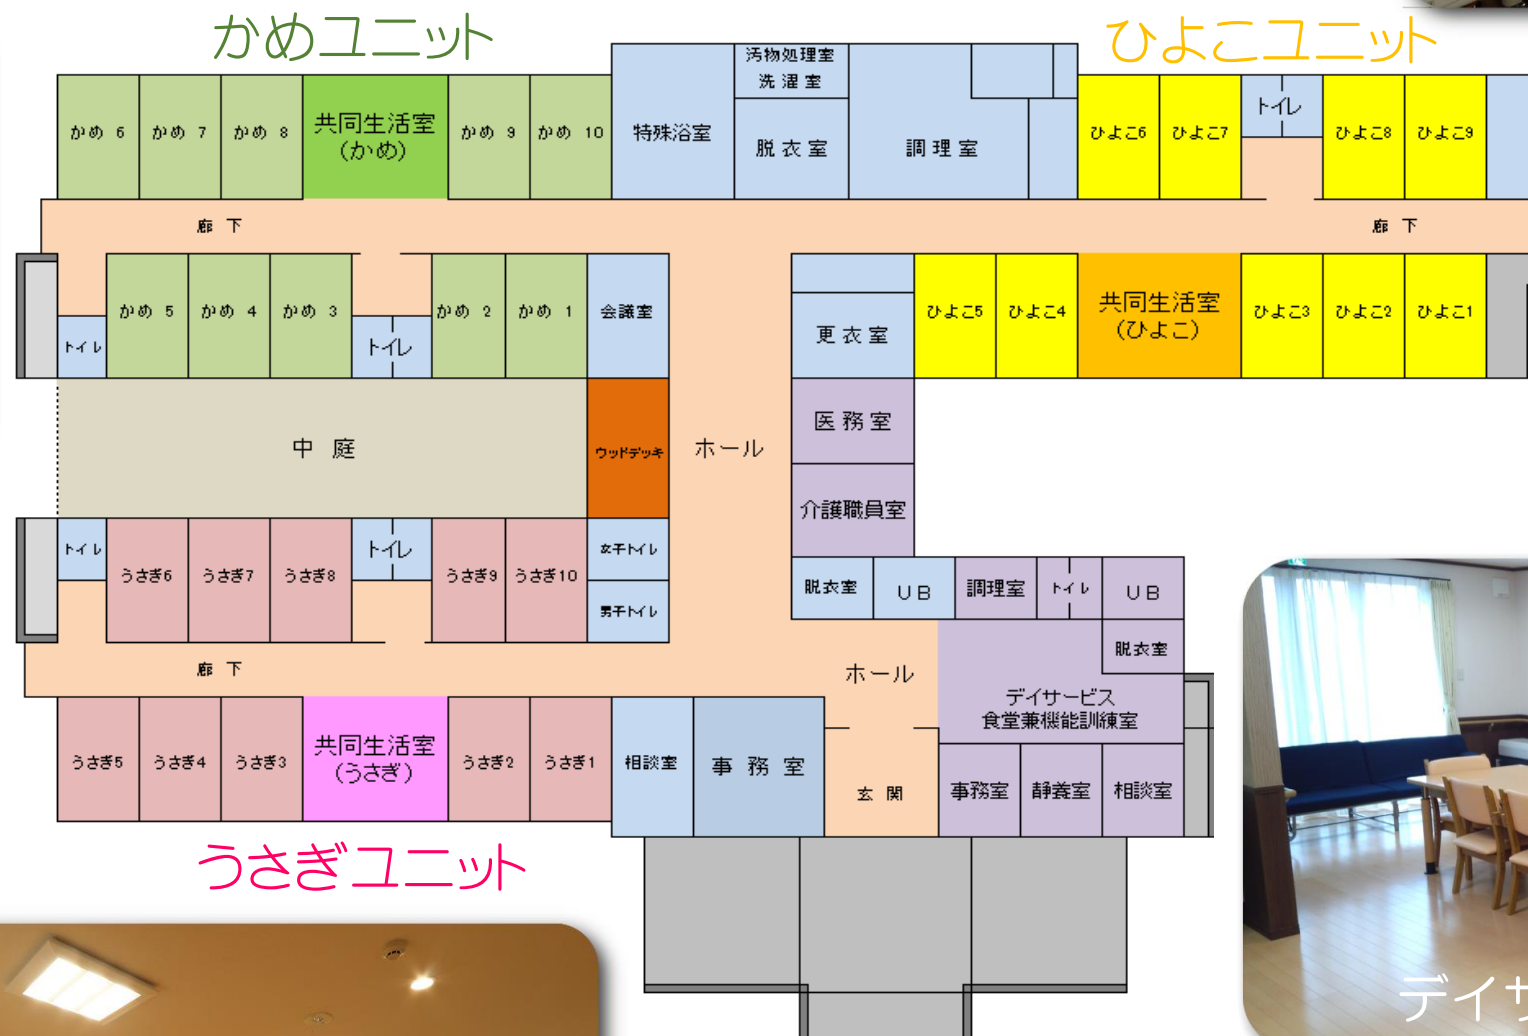 かめユニット
ひよこユニット
かめ 6
かめ 7
かめ 8
共同生活室
(かめ)
かめ 9
かめ 10
特殊浴室
汚物処理室
洗濯室
脱衣室
調理室
ひよこ6
ひよこ7
トイレ
ひよこ8
ひよこ9
廊下
廊下
トイレ
かめ 5
かめ 4
かめ 3
トイレ
かめ 2
かめ 1
会議室
更衣室
ひよこ5
ひよこ4
共同生活室
(ひよこ)
ひよこ3
ひよこ2
ひよこ1
中庭
ウッドデッキ
ホール
医務室
介護職員室
トイレ
うさぎ6
うさぎ7
うさぎ8
トイレ
うさぎ9
うさぎ10
女子トイレ
男子トイレ
脱衣室
UB
調理室
トイレ
UB
脱衣室
廊下
ホール
デイサービス
食堂兼機能訓練室
うさぎ5
うさぎ4
うさぎ3
共同生活室
(うさぎ)
うさぎ2
うさぎ1
相談室
事務室
玄関
事務室
静養室
相談室
うさぎユニット
デイサ